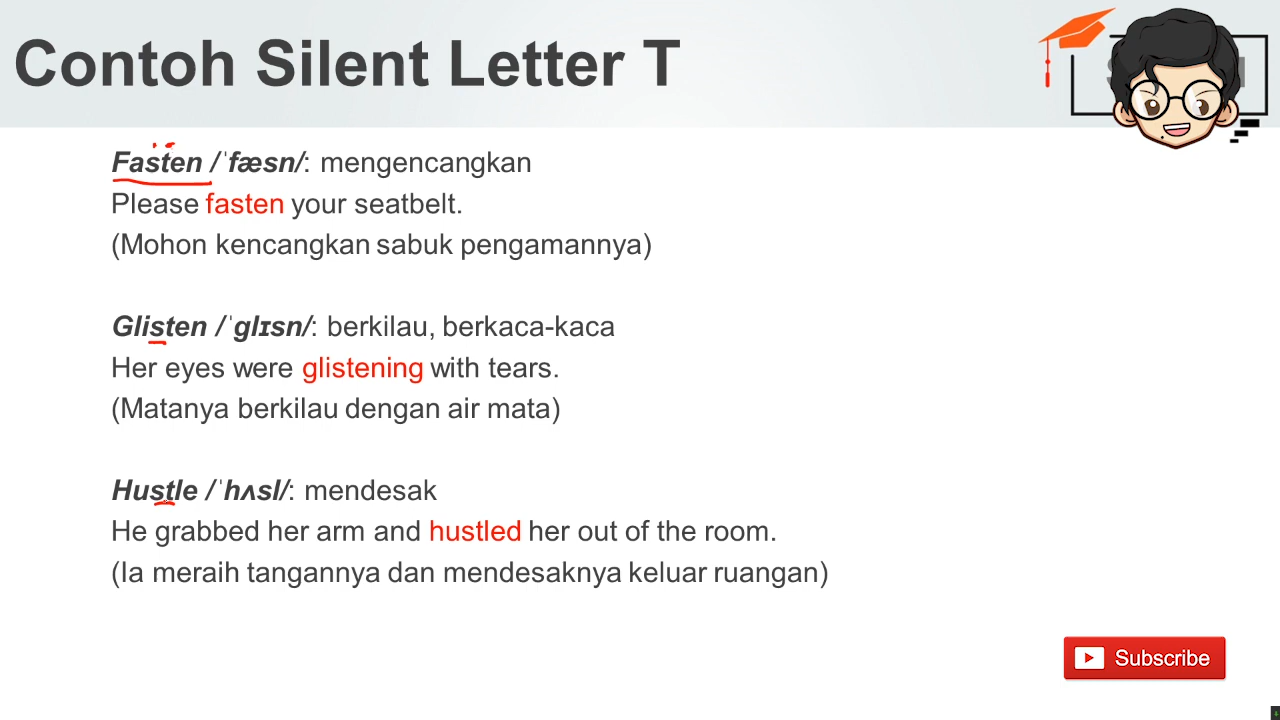 Contoh Silent Letter T
Fasten /ˈfæsn/: mengencangkan
Please fasten your seatbelt.
(Mohon kencangkan sabuk pengamannya)
Glisten /ˈglɪsn/: berkilau, berkaca-kaca
Her eyes were glistening with tears.
(Matanya berkilau dengan air mata)
Hustle /ˈhʌsl/: mendesak
He grabbed her arm and hustled her out of the room.
(Ia meraih tangannya dan mendesaknya keluar ruangan)
Subscribe